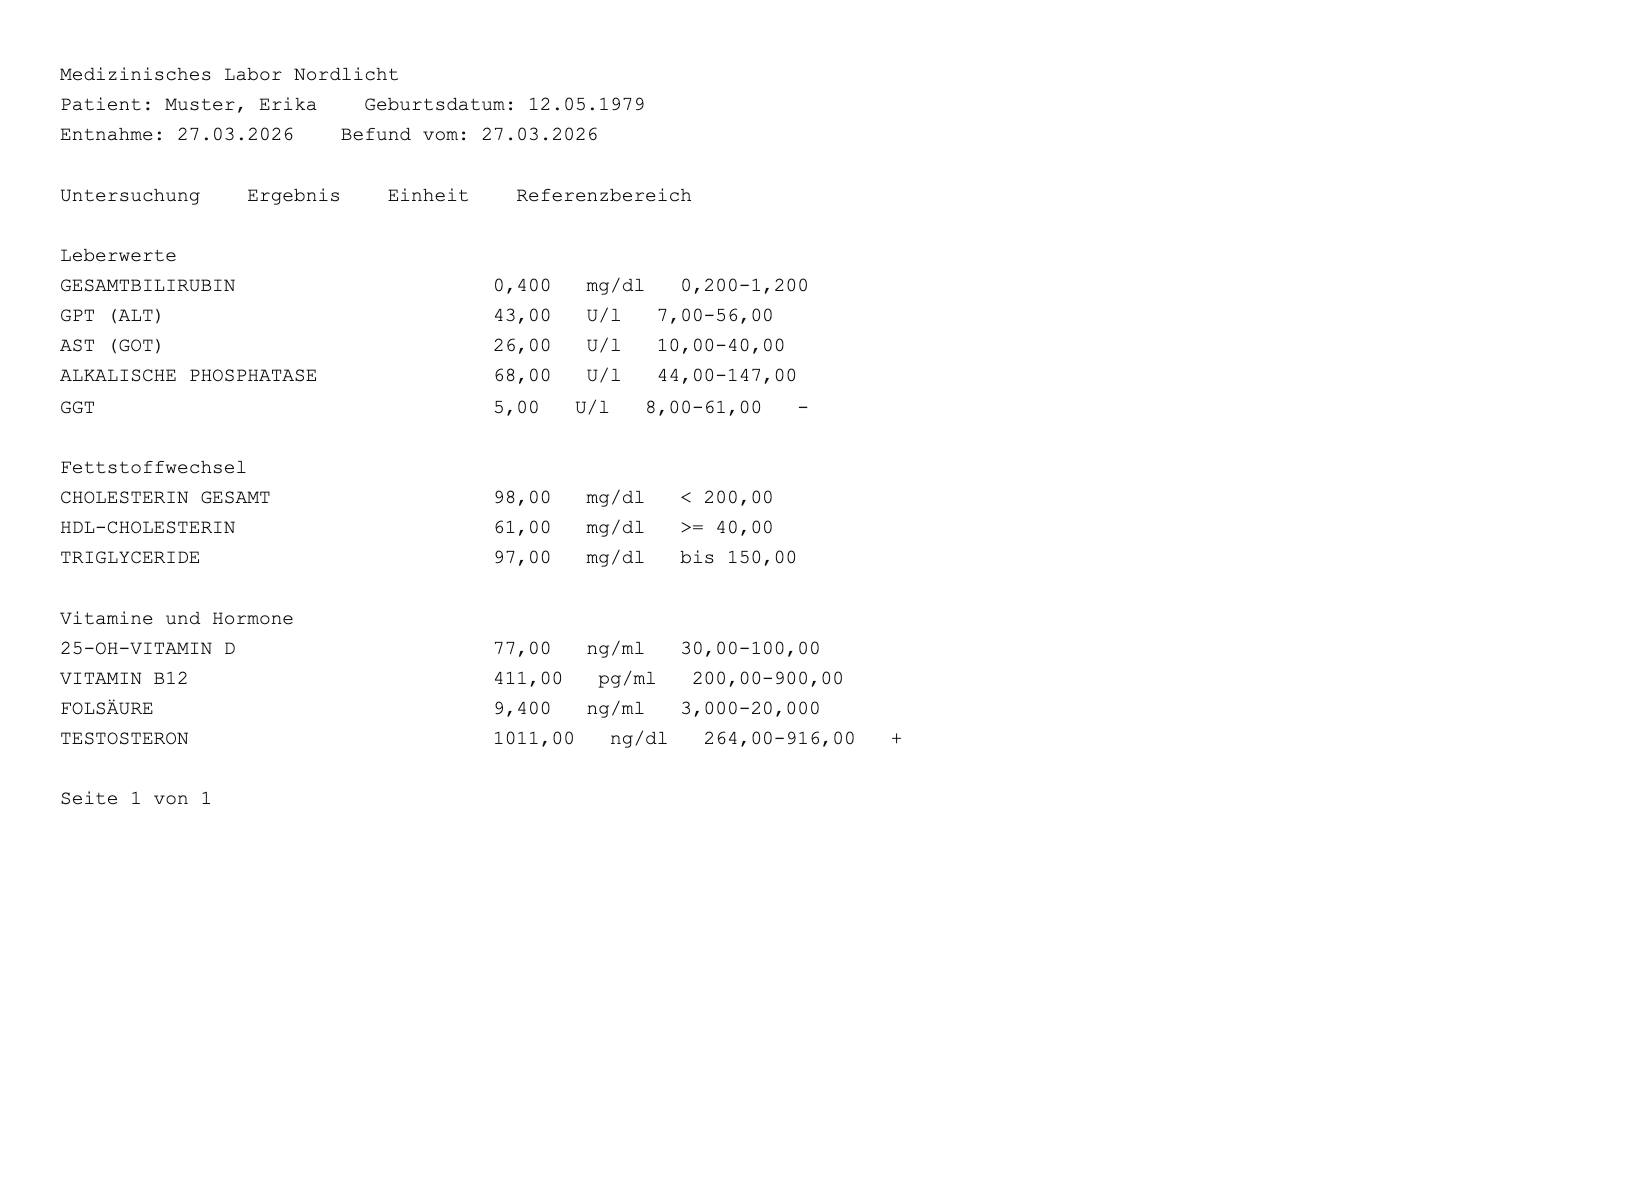 Medizinisches Labor Nordlicht
Patient: Muster, Erika    Geburtsdatum: 12.05.1979
Entnahme: 27.03.2026    Befund vom: 27.03.2026
Untersuchung    Ergebnis    Einheit    Referenzbereich
Leberwerte
GESAMTBILIRUBIN                      0,400   mg/dl   0,200-1,200
GPT (ALT)                            43,00   U/l   7,00-56,00
AST (GOT)                            26,00   U/l   10,00-40,00
ALKALISCHE PHOSPHATASE               68,00   U/l   44,00-147,00
GGT                                  5,00   U/l   8,00-61,00   -
Fettstoffwechsel
CHOLESTERIN GESAMT                   98,00   mg/dl   < 200,00
HDL-CHOLESTERIN                      61,00   mg/dl   >= 40,00
TRIGLYCERIDE                         97,00   mg/dl   bis 150,00
Vitamine und Hormone
25-OH-VITAMIN D                      77,00   ng/ml   30,00-100,00
VITAMIN B12                          411,00   pg/ml   200,00-900,00
FOLSÄURE                             9,400   ng/ml   3,000-20,000
TESTOSTERON                          1011,00   ng/dl   264,00-916,00   +
Seite 1 von 1